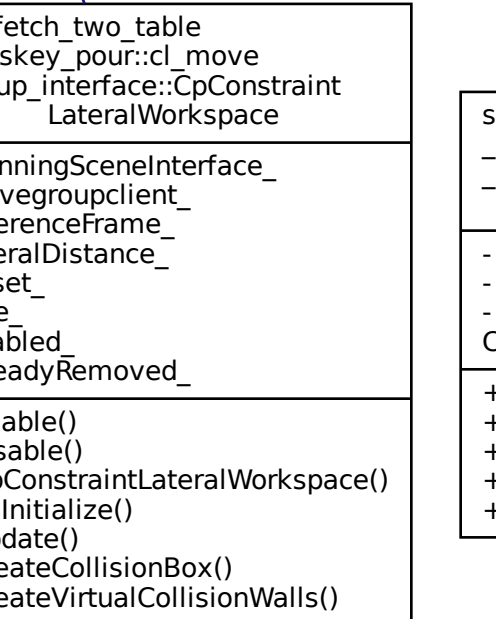 fetch_two_table
skey_pour::cl_move
up_interface::CpConstraint
LateralWorkspace
nningSceneInterface_
vegroupclient_
erenceFrame_
eralDistance_
set_
e_
abled_
eadyRemoved_
able()
sable()
pConstraintLateralWorkspace()
Initialize()
date()
eateCollisionBox()
eateVirtualCollisionWalls()
s
_
_
-
-
-
C
+
+
+
+
+